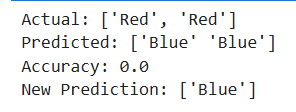 Actual: ['Red', 'Red']
Predicted: ['Blue' 'Blue']
Accuracy: 0.0
New Prediction: ['Blue']